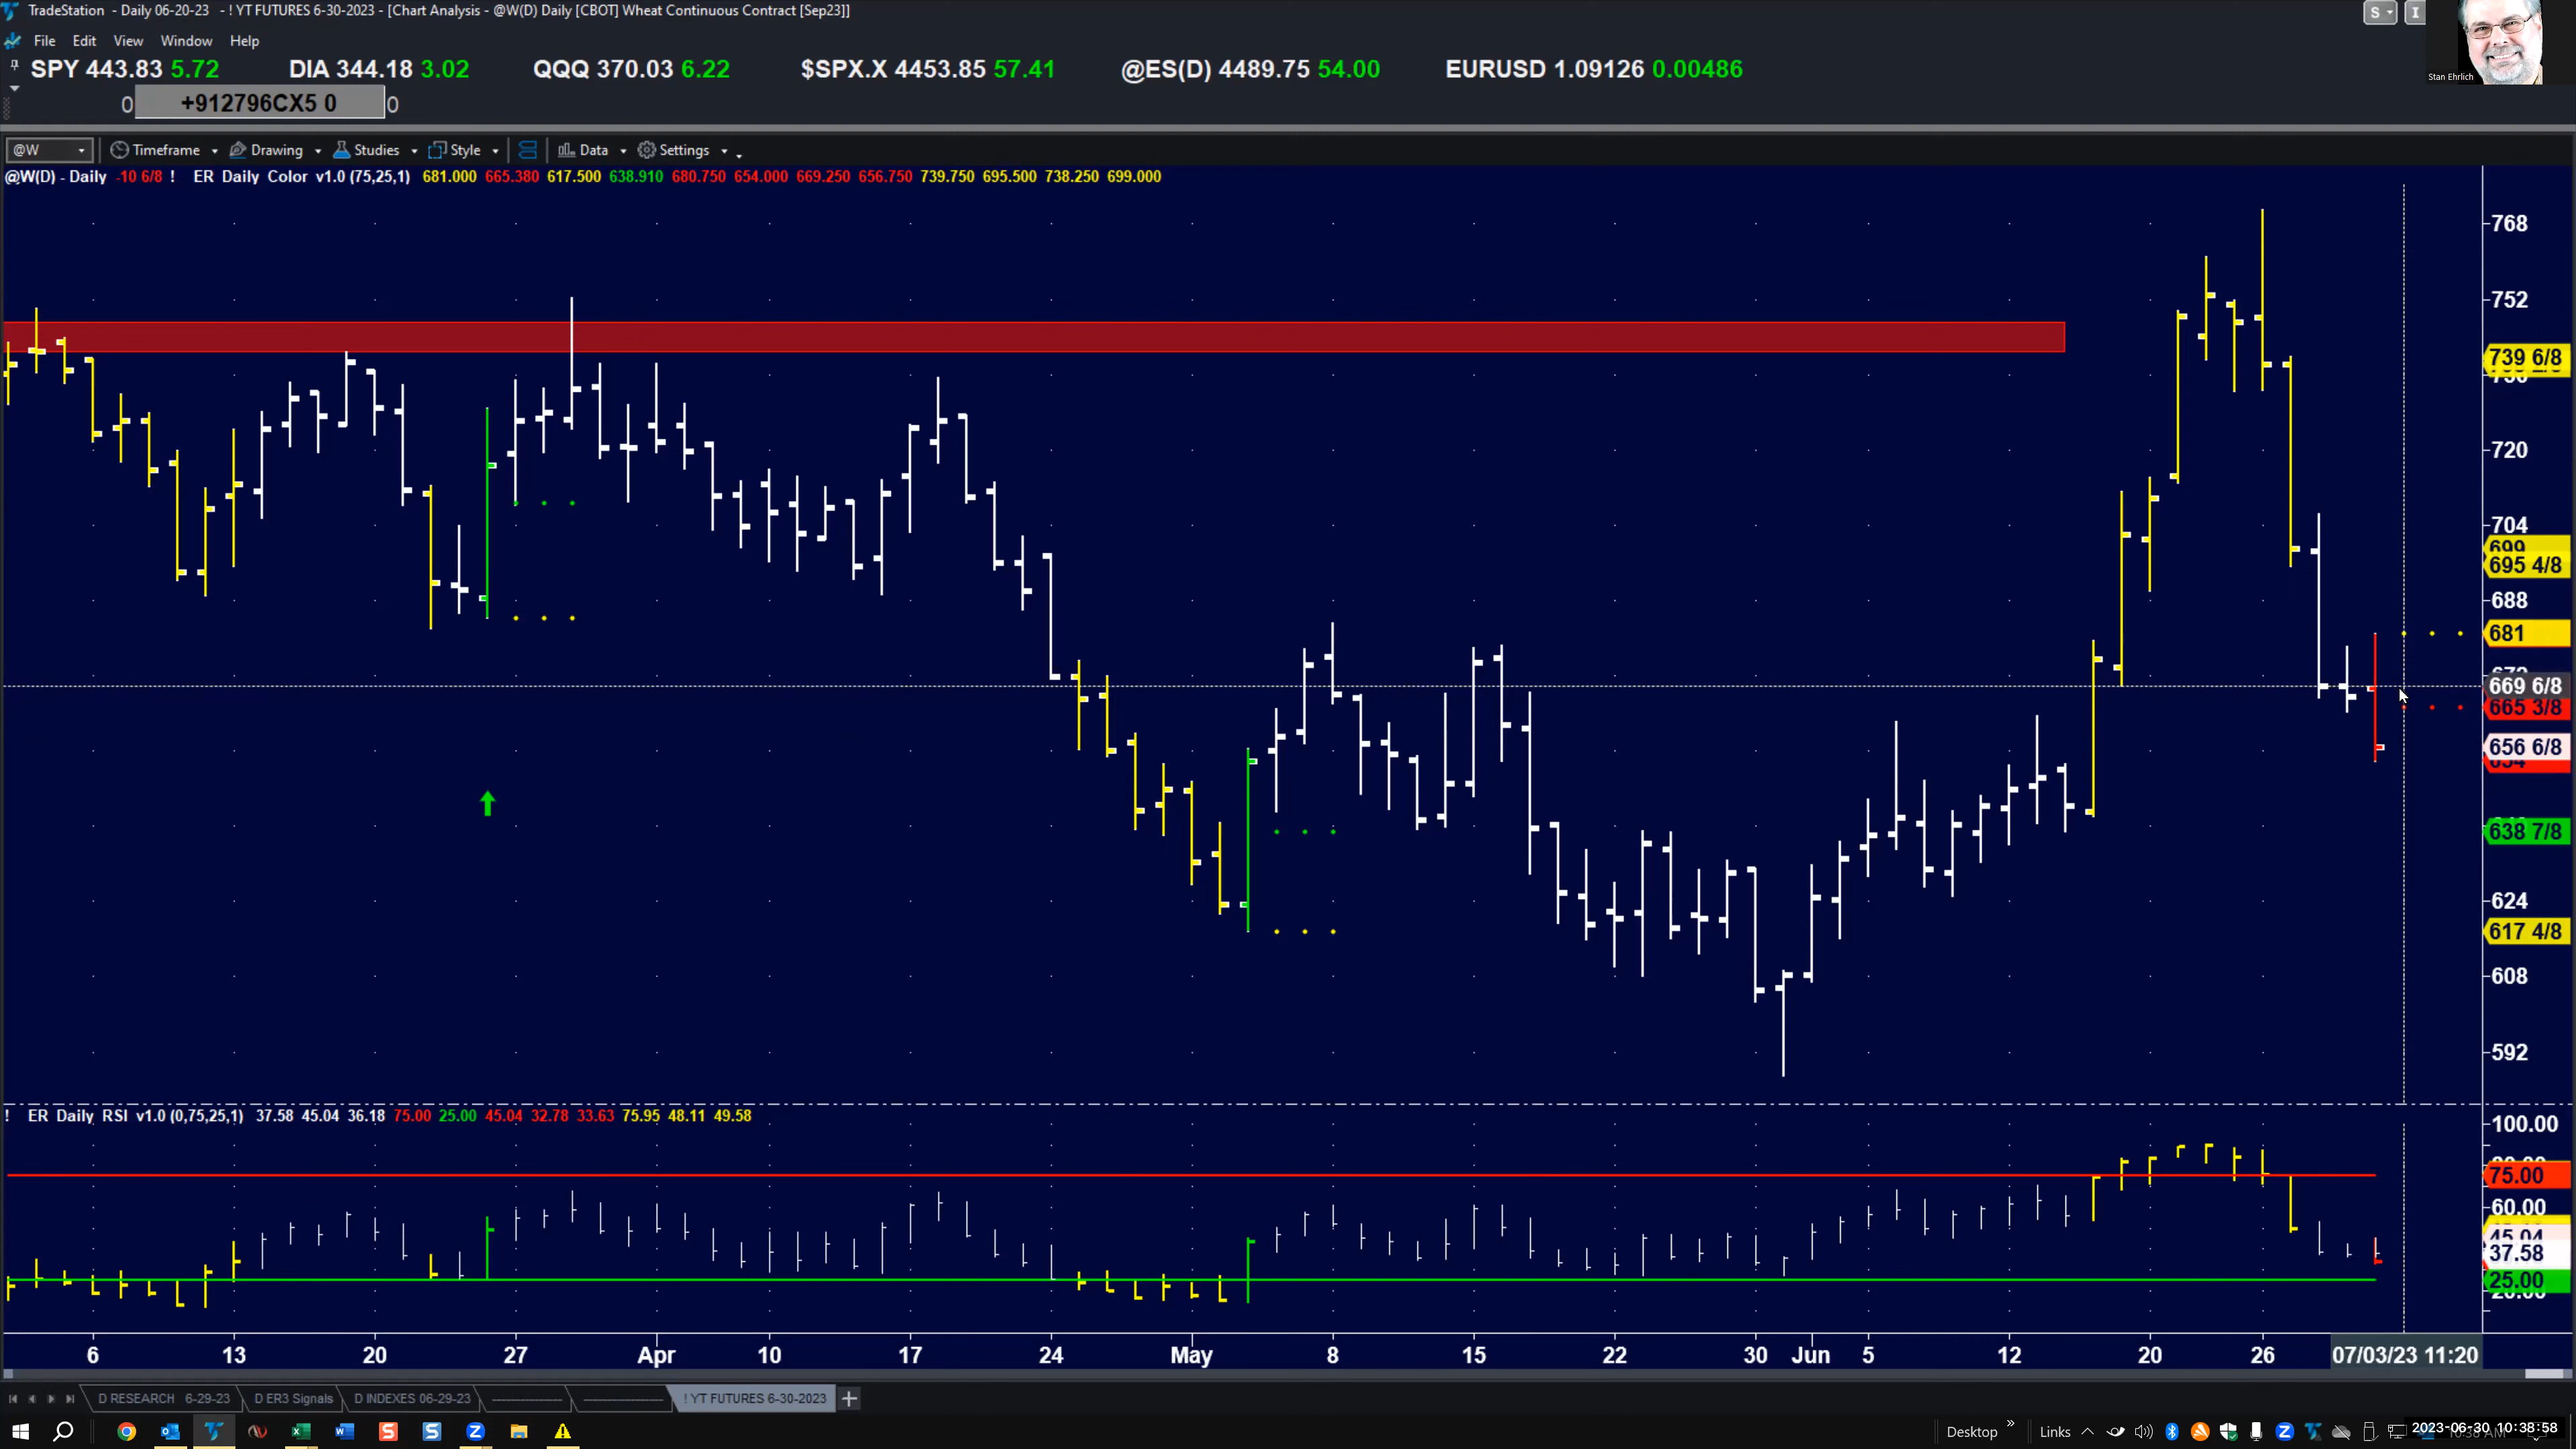 TradeStation - Daily 06-20-23 - ! YT FUTURES 6-30-2023 - [Chart Analysis - @W(D) Daily [CBOT] Wheat Continuous Contract [Sep23]]
S I
File Edit View Window Help
SPY 443.83 5.72 DIA 344.18 3.02 QQQ 370.03 6.22 $SPX.X 4453.85 57.41 @ES(D) 4489.75 54.00 EURUSD 1.09126 0.00486
Stan Ehrlich
0 +912796CX5 0 0
@W Timeframe Drawing Studies Style Data Settings
@W(D) - Daily -10 6/8 ! ER Daily Color v1.0 (75,25,1) 681.000 665.380 617.500 638.910 680.750 654.000 669.250 656.750 739.750 695.500 738.250 699.000
768
752
739 6/8
720
704
699
695 4/8
688
681
669 6/8
665 3/8
656 6/8
638 7/8
624
617 4/8
608
592
! ER Daily RSI v1.0 (0,75,25,1) 37.58 45.04 36.18 75.00 25.00 45.04 32.78 33.63 75.95 48.11 49.58
100.00
75.00
60.00
45.04
37.58
25.00
6 13 20 27 Apr 10 17 24 May 8 15 22 30 Jun 5 12 20 26 07/03/23 11:20
D RESEARCH 6-29-23 D ER3 Signals D INDEXES 06-29-23 ! YT FUTURES 6-30-2023 +
Desktop » Links 2023-06-30 10:38:58